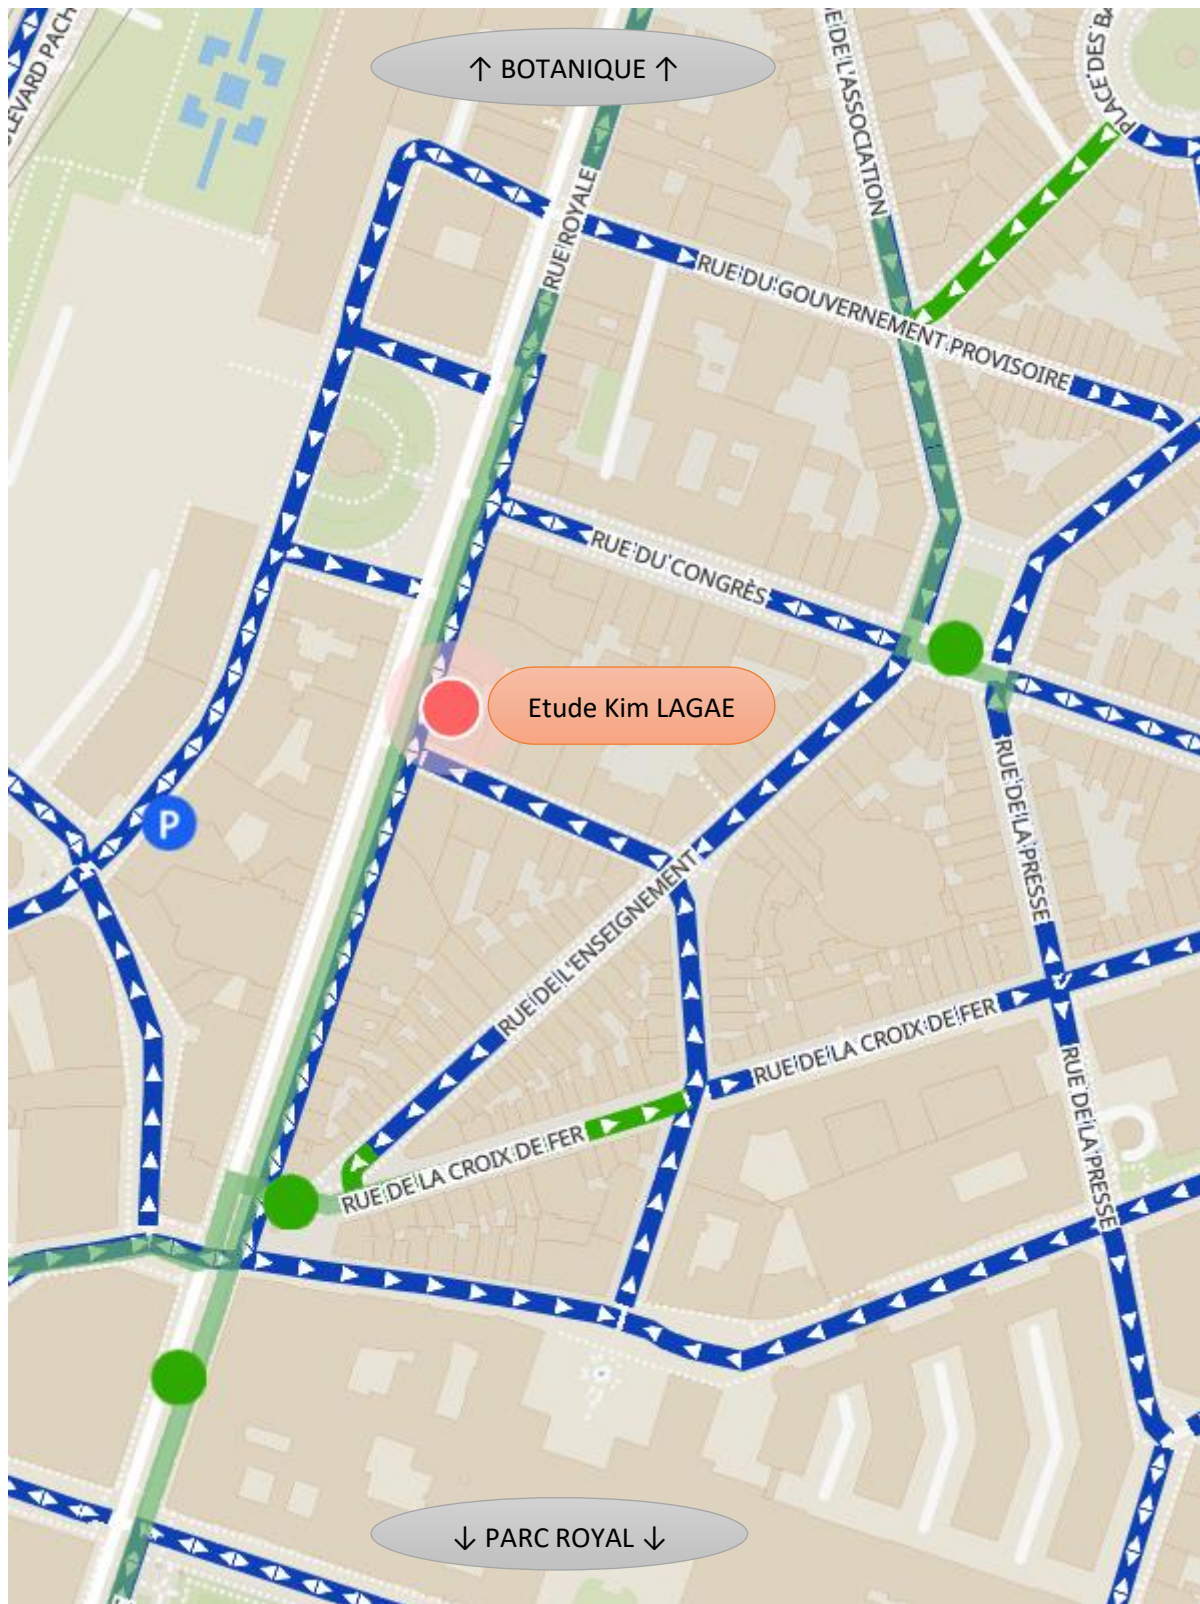 ↑ BOTANIQUE ↑
RUE ROYALE
RUE DU GOUVERNEMENT PROVISOIRE
RUE DU CONGRÈS
Etude Kim LAGAE
P
RUE DE LA PRESSE
RUE DE L'ENSEIGNEMENT
RUE DE LA CROIX DE FER
RUE DE LA CROIX DE FER
RUE DE LA PRESSE
↓ PARC ROYAL ↓
E DE L'ASSOCIATION
PLACE DES BA
LEVARD PACH